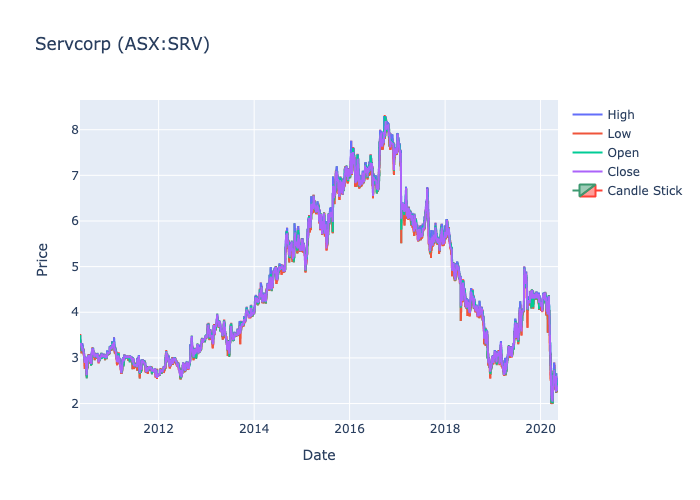 Servcorp (ASX:SRV)
High
Low
Open
Close
Candle Stick
8
7
6
5
4
3
2
Price
2012 2014 2016 2018 2020
Date